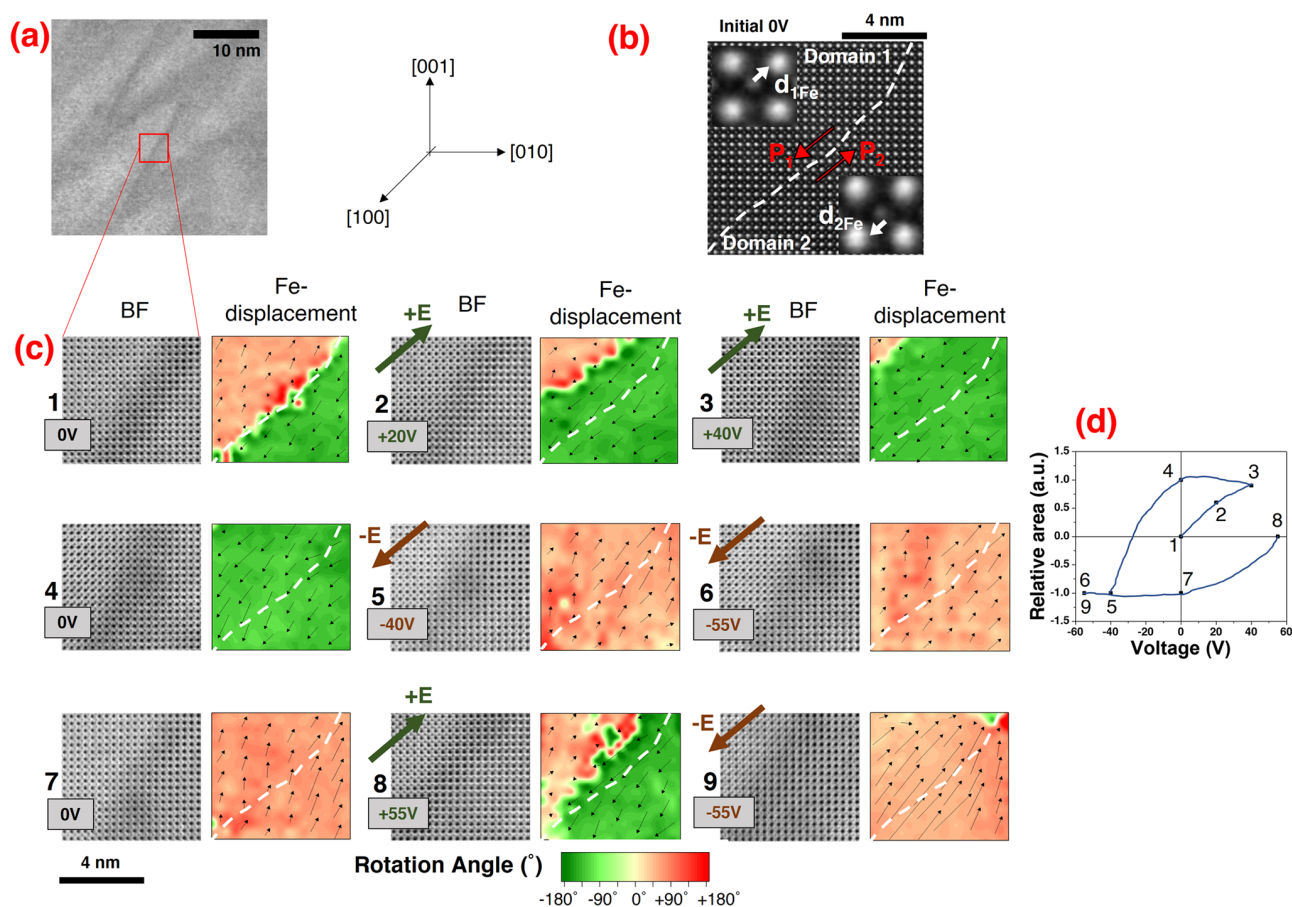 (a)
10 nm
[001]
[010]
[100]
(b)
Initial 0V
4 nm
Domain 1
d1Fe
P1
P2
d2Fe
Domain 2
(c)
BF
Fe-
displacement
+E
BF
Fe-
displacement
+E
BF
Fe-
displacement
1
0V
2
+20V
3
+40V
4
0V
-E
5
-40V
-E
6
-55V
7
0V
+E
8
+55V
-E
9
-55V
4 nm
Rotation Angle (°)
-180° -90° 0° +90° +180°
(d)
Relative area (a.u.)
1.5
1.0
0.5
0.0
-0.5
-1.0
-1.5
4
3
2
1
8
7
6
9
5
-60 -40 -20 0 20 40 60
Voltage (V)